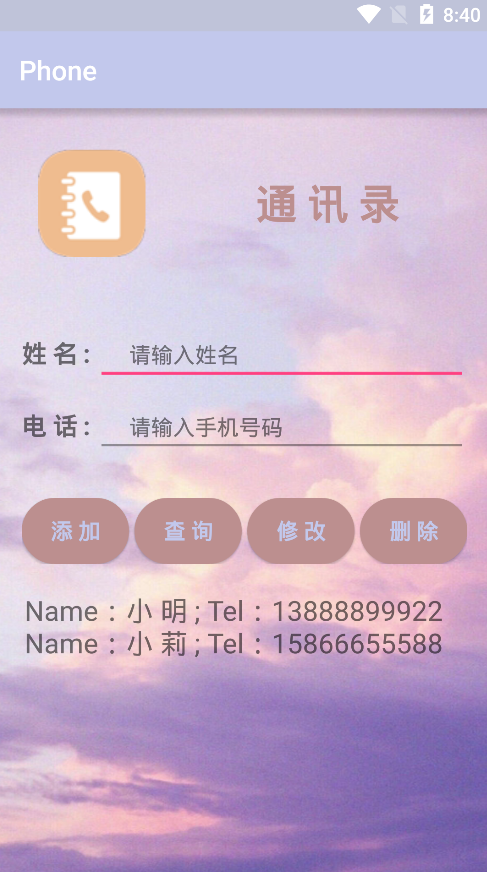 8:40
Phone
通讯录
姓名: 请输入姓名
电话: 请输入手机号码
添加 查询 修改 删除
Name：小明; Tel：13888899922
Name：小莉; Tel：15866655588